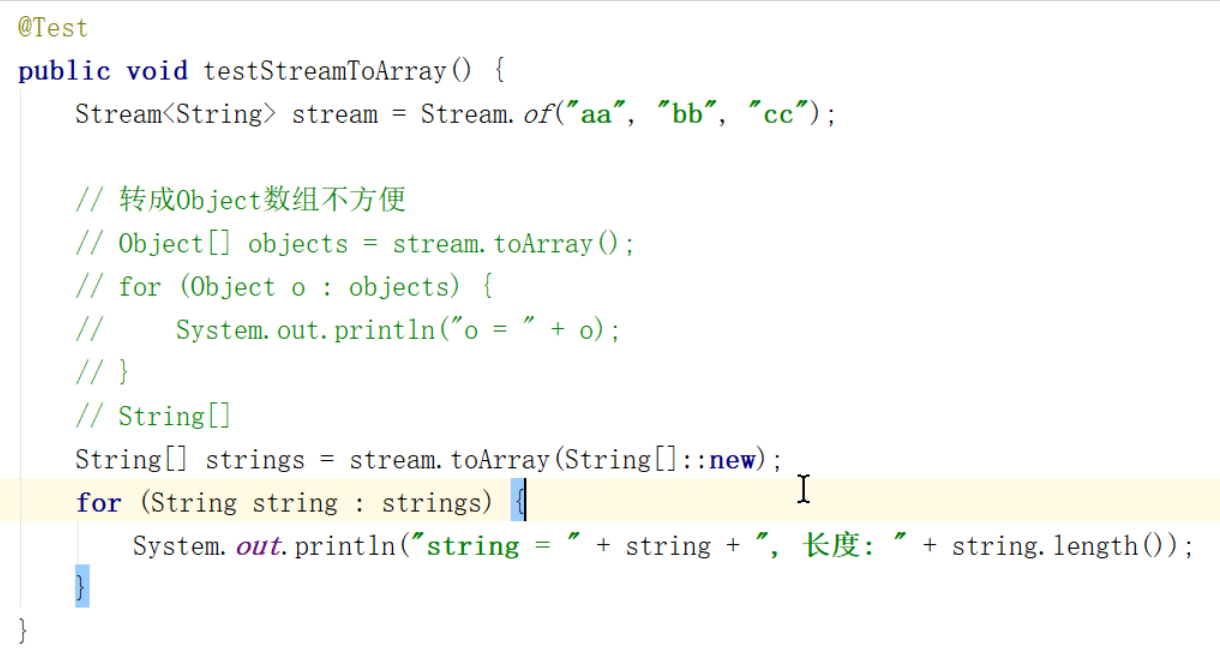 @Test
public void testStreamToArray() {
    Stream<String> stream = Stream.of("aa", "bb", "cc");
    // 转成Object数组不方便
    // Object[] objects = stream.toArray();
    // for (Object o : objects) {
    //     System.out.println("o = " + o);
    // }
    // String[]
    String[] strings = stream.toArray(String[]::new);
    for (String string : strings) {
        System.out.println("string = " + string + ", 长度: " + string.length());
    }
}